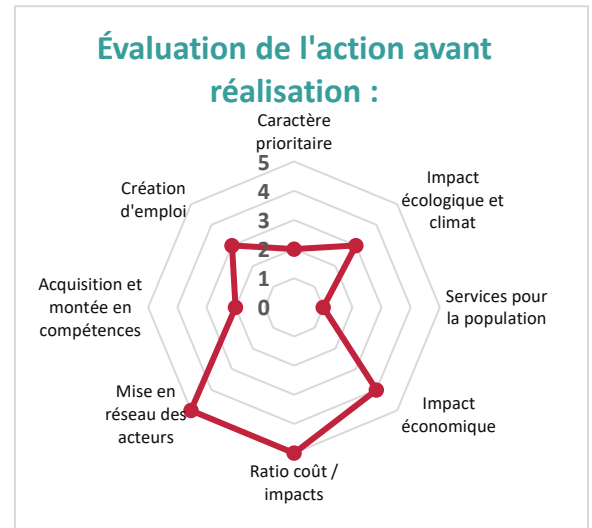 Évaluation de l'action avant
réalisation :
Caractère
prioritaire
Impact
écologique et
climat
Services pour
la population
Impact
économique
Ratio coût /
impacts
Mise en
réseau des
acteurs
Acquisition et
montée en
compétences
Création
d'emploi
5
4
3
2
1
0